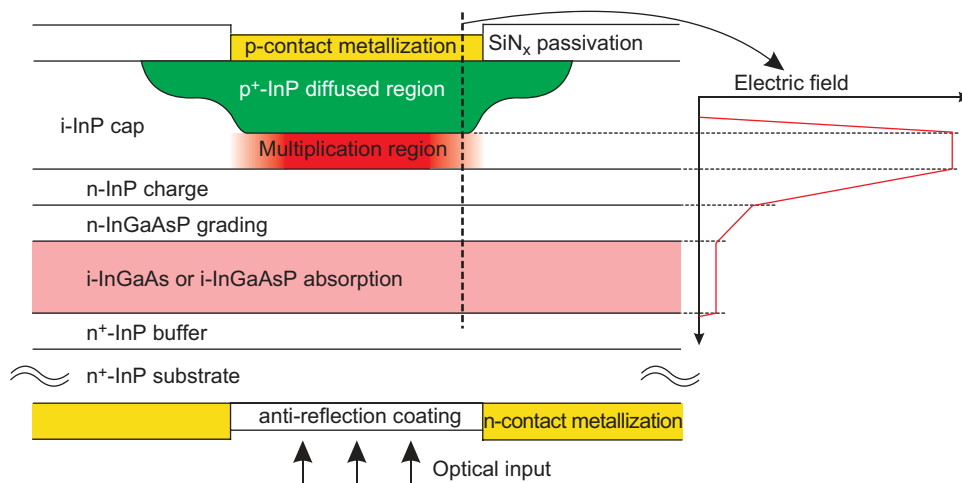 p-contact metallization
SiNₓ passivation
Electric field
p⁺-InP diffused region
i-InP cap
Multiplication region
n-InP charge
n-InGaAsP grading
i-InGaAs or i-InGaAsP absorption
n⁺-InP buffer
n⁺-InP substrate
anti-reflection coating
n-contact metallization
Optical input